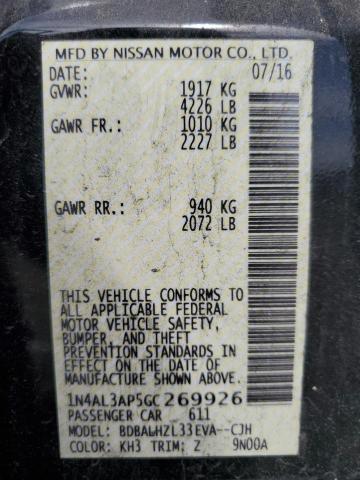 MFD BY NISSAN MOTOR CO., LTD.
DATE: 07/16
GVWR: 1917 KG
4226 LB
GAWR FR.: 1010 KG
2227 LB
GAWR RR.: 940 KG
2072 LB
THIS VEHICLE CONFORMS TO
ALL APPLICABLE FEDERAL
MOTOR VEHICLE SAFETY,
BUMPER, AND THEFT
PREVENTION STANDARDS
IN EFFECT ON THE DATE OF
MANUFACTURE SHOWN ABOVE.
1N4AL3AP5GC269926
PASSENGER CAR 611
MODEL: BDBALHZL33EVA--CJH
COLOR: KH3 TRIM: Z 9N00A